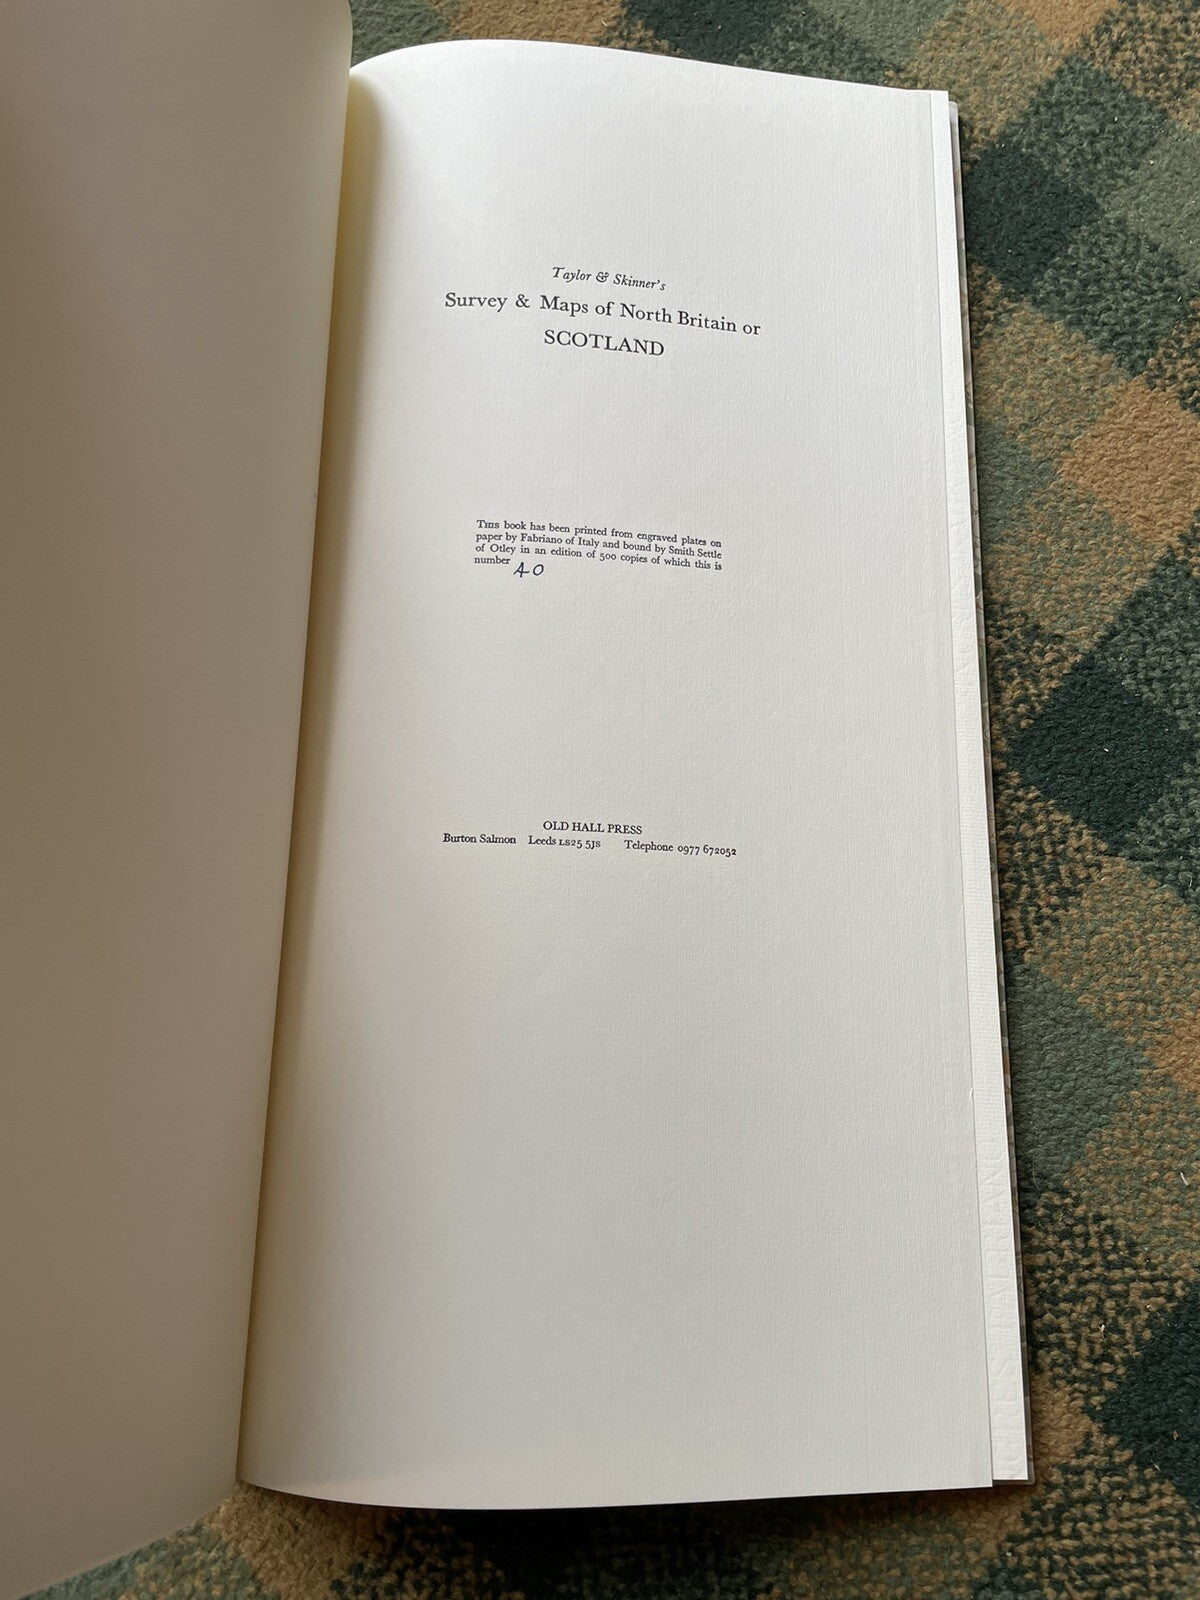 Taylor & Skinner's
Survey & Maps of North Britain or
SCOTLAND
THIS book has been printed from engraved plates on
paper by Fabriano of Italy and bound by Smith Settle
of Otley in an edition of 500 copies of which this is
number 40
OLD HALL PRESS
Burton Salmon Leeds LS25 5JS Telephone 0977 672052